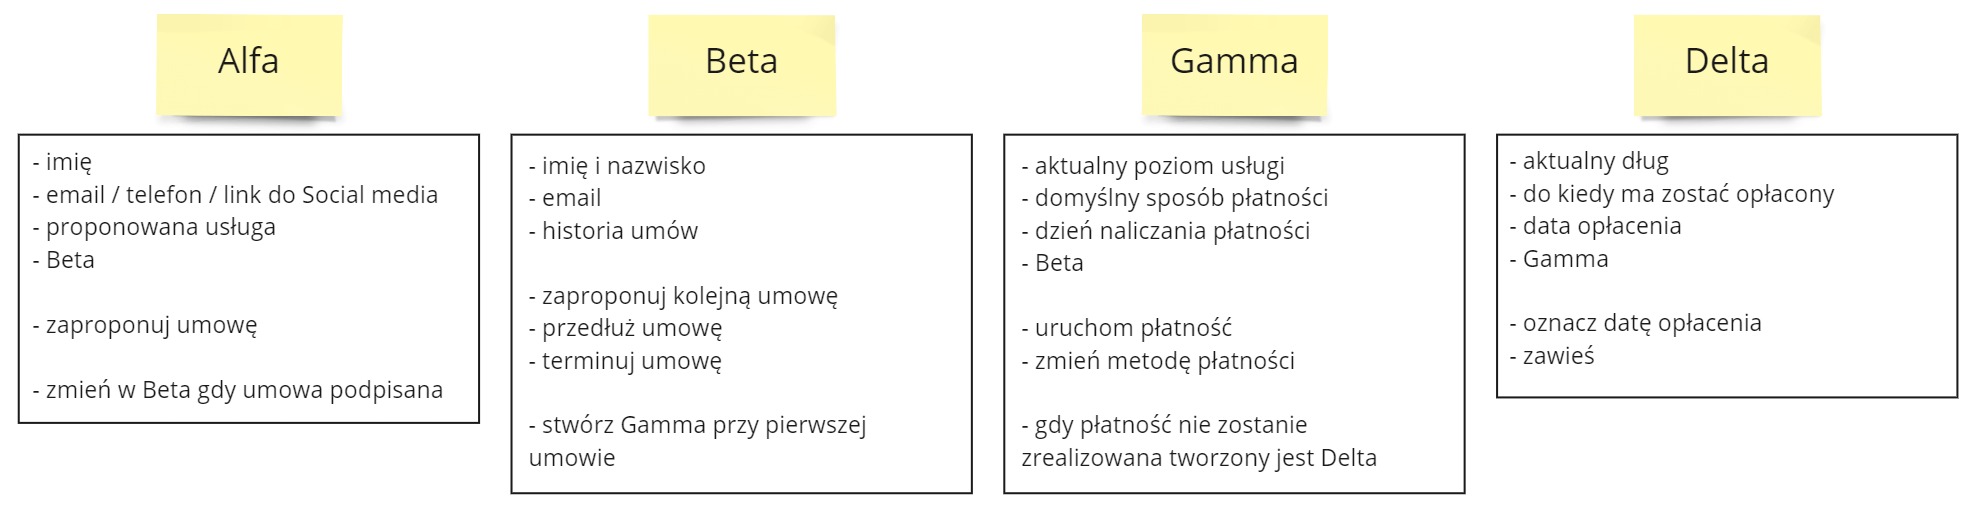 Alfa
- imię
- email / telefon / link do Social media
- proponowana usługa
- Beta
- zaproponuj umowę
- zmień w Beta gdy umowa podpisana
Beta
- imię i nazwisko
- email
- historia umów
- zaproponuj kolejną umowę
- przedłuż umowę
- terminuj umowę
- stwórz Gamma przy pierwszej
umowie
Gamma
- aktualny poziom usługi
- domyślny sposób płatności
- dzień naliczania płatności
- Beta
- uruchom płatność
- zmień metodę płatności
- gdy płatność nie zostanie
zrealizowana tworzony jest Delta
Delta
- aktualny dług
- do kiedy ma zostać opłacony
- data opłacenia
- Gamma
- oznacz datę opłacenia
- zawieś